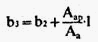 b₃ = b₂ + A_ap/A_a · l